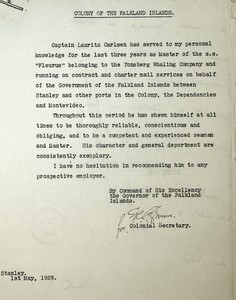 COLONY OF THE FALKLAND ISLANDS.
Captain Lauritz Carlsen has served to my personal
knowledge for the last three years as Master of the s.s.
"Fleurus" belonging to the Tonsberg Whaling Company and
running on contract and charter mail services on behalf
of the Government of the Falkland Islands between
Stanley and other ports in the Colony, the Dependencies
and Montevideo.
Throughout this period he has shewn himself at all
times to be thoroughly reliable, conscientious and
obliging, and to be a competent and experienced seaman
and Master. His character and general deportment are
consistently exemplary.
I have no hesitation in recommending him to any
prospective employer.
By Command of His Excellency
the Governor of the Falkland
Islands.
for Colonial Secretary.
Stanley.
1st May, 1929.